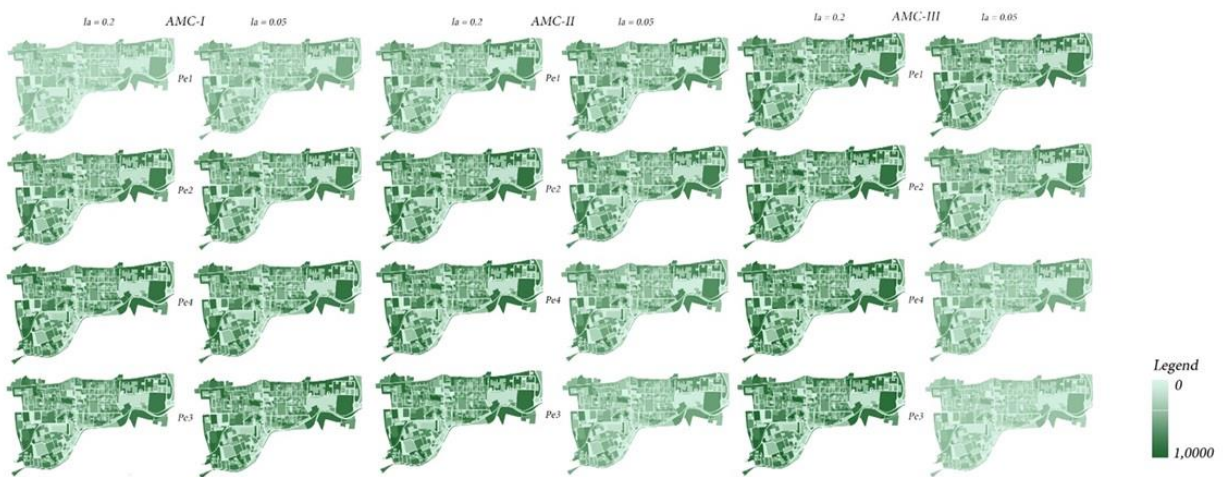 Ia = 0.2 AMC-I Ia = 0.05 Ia = 0.2 AMC-II Ia = 0.05 Ia = 0.2 AMC-III Ia = 0.05
Pe1 Pe1 Pe1
Pe2 Pe2 Pe2
Pe4 Pe4 Pe4
Pe3 Pe3 Pe3
Legend
0
1,0000